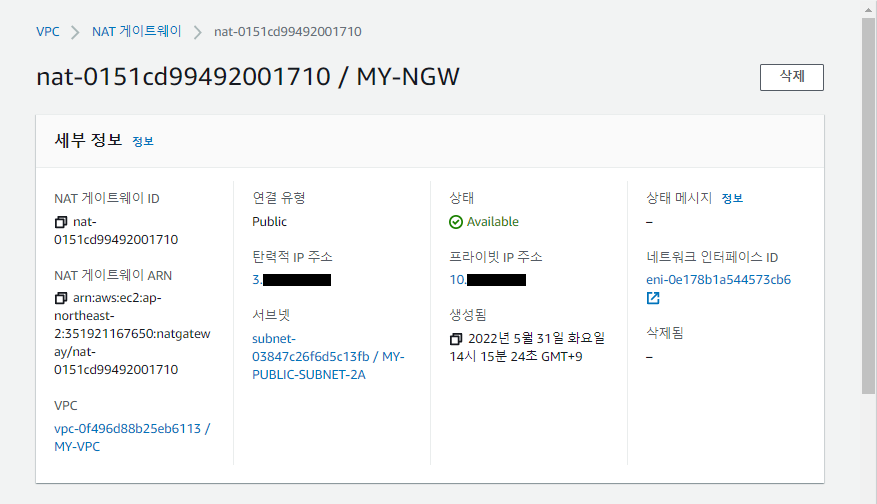 VPC > NAT 게이트웨이 > nat-0151cd99492001710
nat-0151cd99492001710 / MY-NGW
삭제
세부 정보 정보
NAT 게이트웨이 ID
nat-
0151cd99492001710
NAT 게이트웨이 ARN
arn:aws:ec2:ap-
northeast-
2:351921167650:natgatew
ay/nat-
0151cd99492001710
VPC
vpc-0f496d88b25eb6113 /
MY-VPC
연결 유형
Public
탄력적 IP 주소
3.
서브넷
subnet-
03847c26f6d5c13fb / MY-
PUBLIC-SUBNET-2A
상태
Available
프라이빗 IP 주소
10.
생성됨
2022년 5월 31일 화요일
14시 15분 24초 GMT+9
상태 메시지 정보
–
네트워크 인터페이스 ID
eni-0e178b1a544573cb6
삭제됨
–